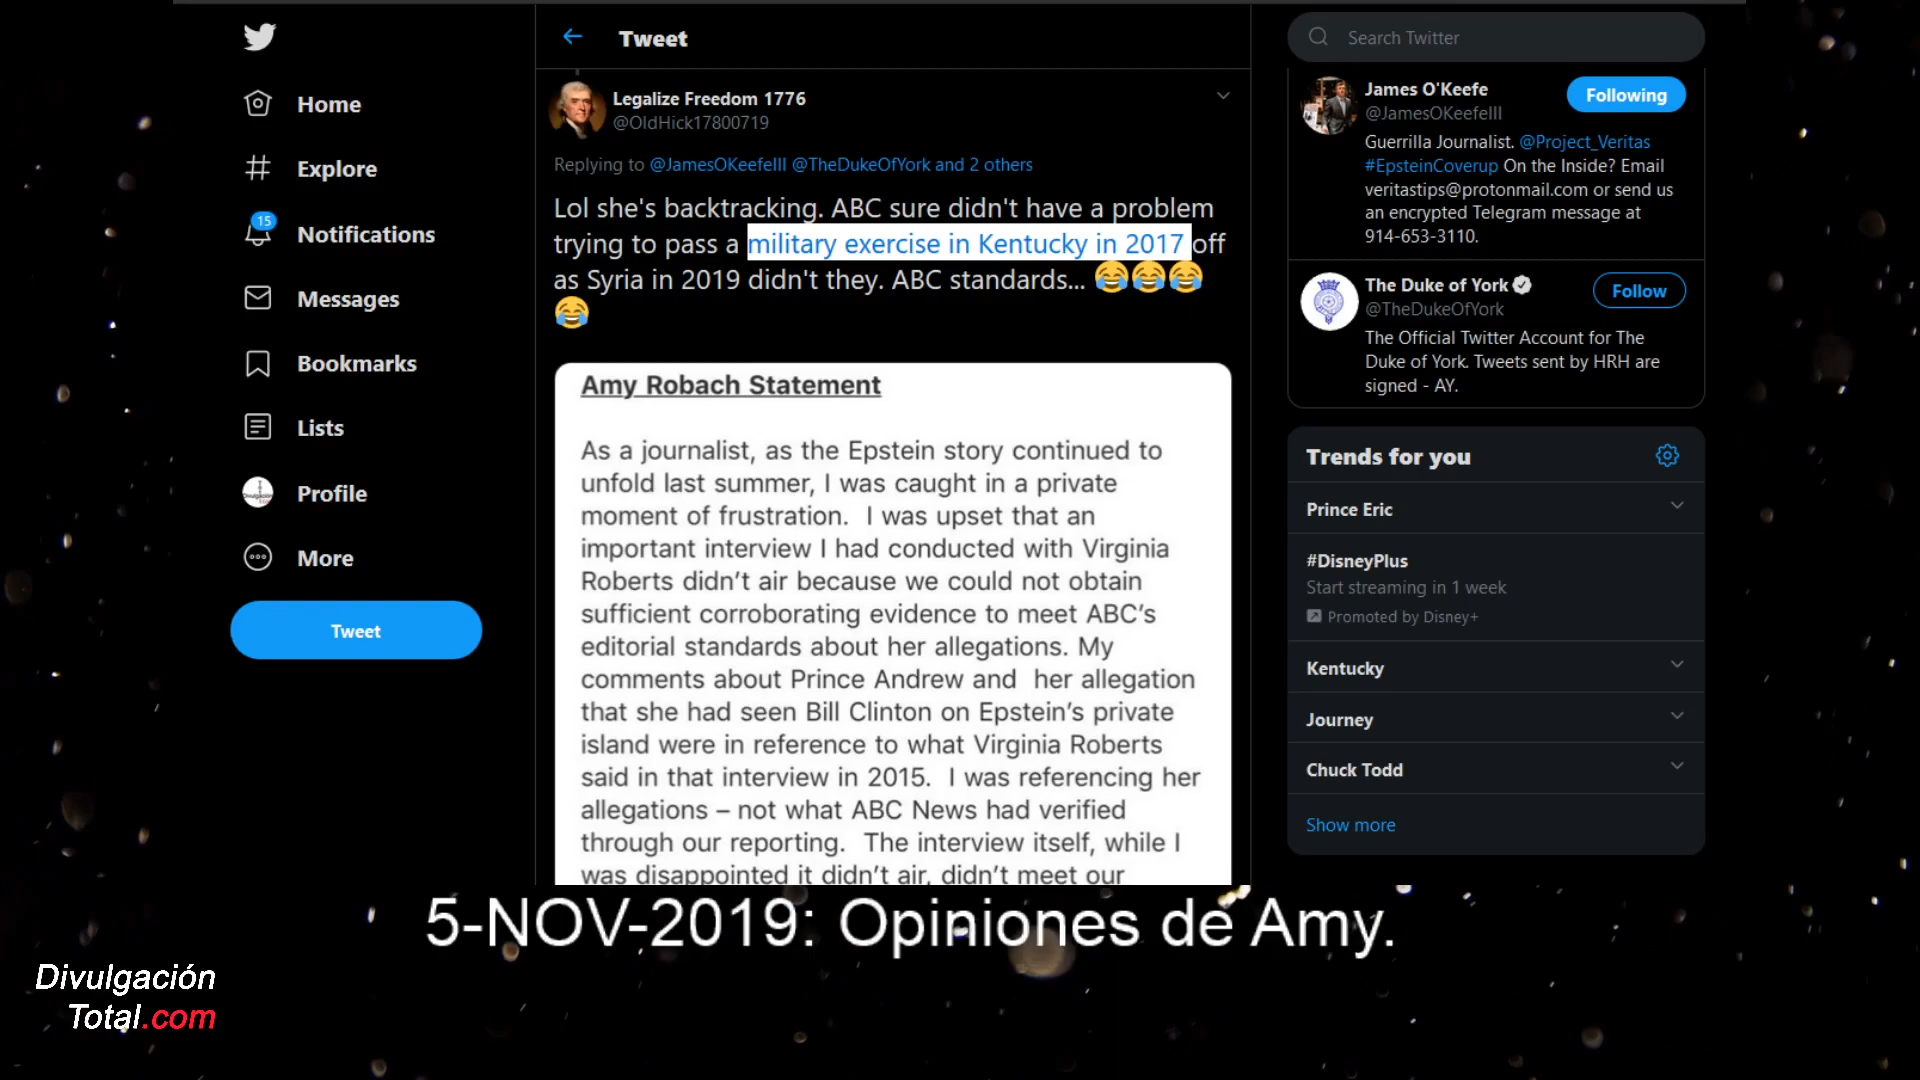 Home
Explore
15
Notifications
Messages
Bookmarks
Lists
Profile
More
Tweet
Tweet
Legalize Freedom 1776
@OldHick17800719
Replying to @JamesOKeefeIII @TheDukeOfYork and 2 others
Lol she's backtracking. ABC sure didn't have a problem
trying to pass a military exercise in Kentucky in 2017 off
as Syria in 2019 didn't they. ABC standards... 😂😂😂
😂
Amy Robach Statement
As a journalist, as the Epstein story continued to
unfold last summer, I was caught in a private
moment of frustration.  I was upset that an
important interview I had conducted with Virginia
Roberts didn’t air because we could not obtain
sufficient corroborating evidence to meet ABC’s
editorial standards about her allegations. My
comments about Prince Andrew and  her allegation
that she had seen Bill Clinton on Epstein’s private
island were in reference to what Virginia Roberts
said in that interview in 2015.  I was referencing her
allegations – not what ABC News had verified
through our reporting.  The interview itself, while I
was disappointed it didn’t air, didn’t meet our
Search Twitter
James O'Keefe
@JamesOKeefeIII
Following
Guerrilla Journalist. @Project_Veritas
#EpsteinCoverup On the Inside? Email
veritastips@protonmail.com or send us
an encrypted Telegram message at
914-653-3110.
The Duke of York
@TheDukeOfYork
Follow
The Official Twitter Account for The
Duke of York. Tweets sent by HRH are
signed - AY.
Trends for you
Prince Eric
#DisneyPlus
Start streaming in 1 week
Promoted by Disney+
Kentucky
Journey
Chuck Todd
Show more
5-NOV-2019: Opiniones de Amy.
Divulgación
Total.com